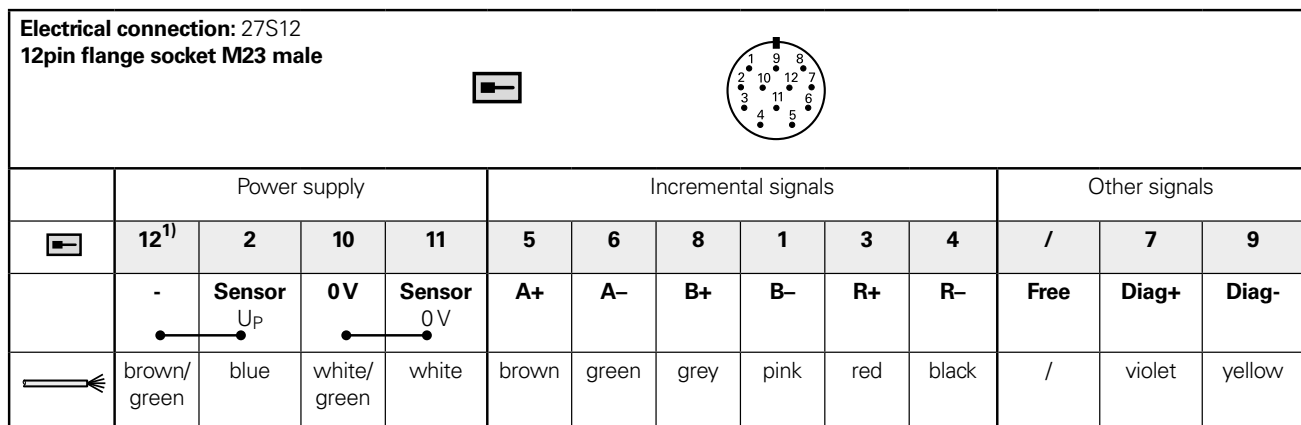 Electrical connection: 27S12
12pin flange socket M23 male
1 9 8
2 10 12 7
3 11 6
4 5
Power supply Incremental signals Other signals
12¹⁾ 2 10 11 5 6 8 1 3 4 / 7 9
- Sensor 0 V Sensor A+ A– B+ B– R+ R– Free Diag+ Diag-
UP 0 V
brown/ blue white/ white brown green grey pink red black / violet yellow
green green